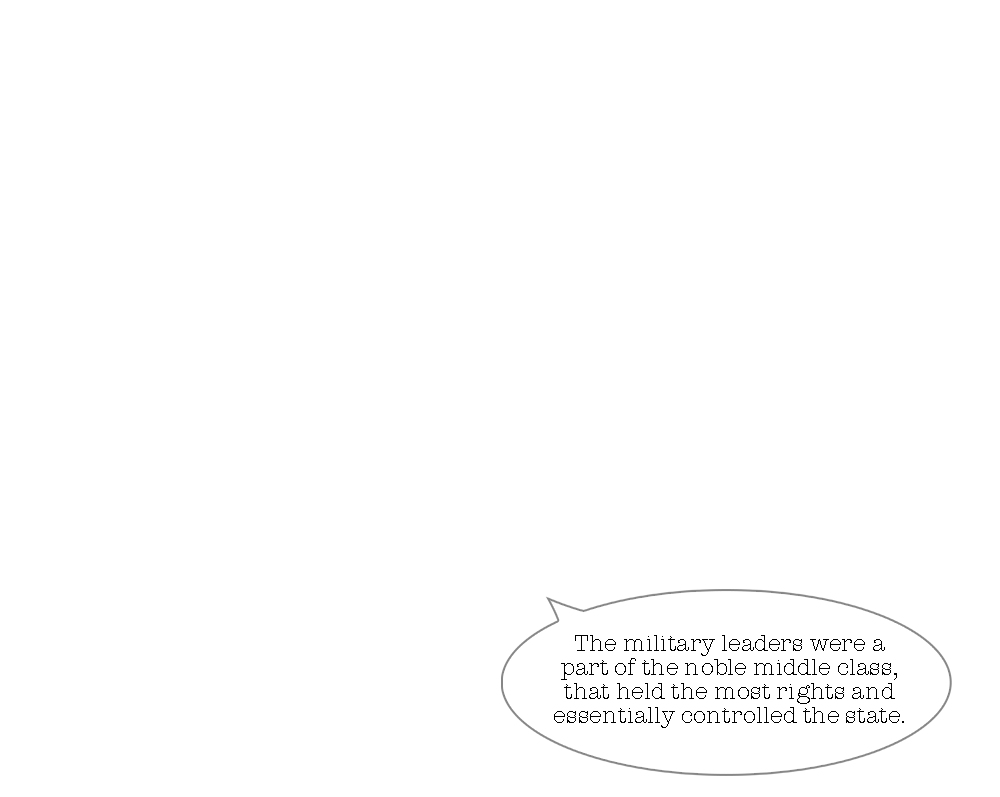 The military leaders were a
part of the noble middle class,
that held the most rights and
essentially controlled the state.